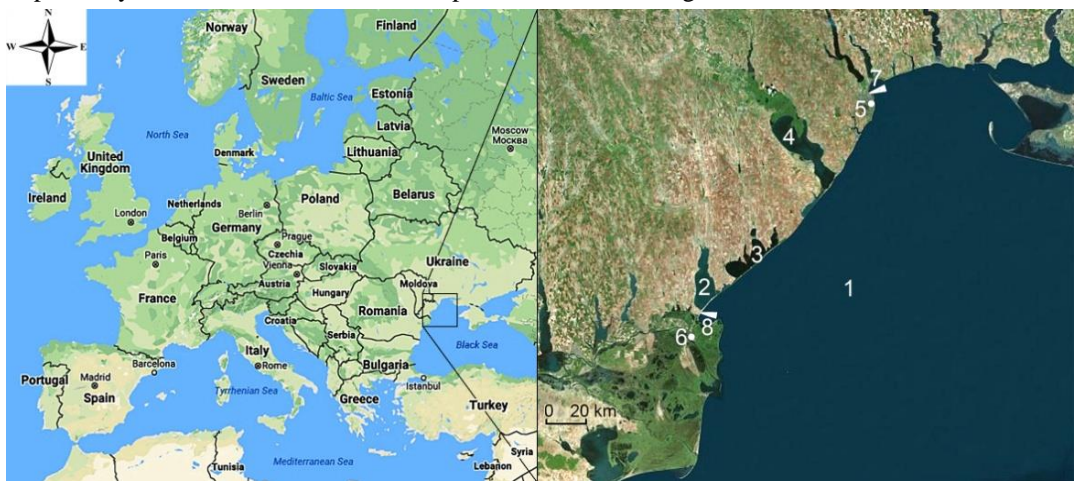 N
W E
S
Norway
Finland
Sweden
Estonia
Baltic Sea
Latvia
Moscow
Москва
North Sea
Denmark
Lithuania
United
Kingdom
Ireland
Belarus
Netherlands
Berlin
Poland
London
Germany
Belgium
Prague
Czechia
Paris
Ukraine
Slovakia
Vienna
Austria
Moldova
France
Hungary
Romania
Croatia
Serbia
Italy
Black Sea
Bulgaria
Barcelona
Rome
Portugal
Madrid
Istanbul
Spain
Tyrrhenian Sea
Greece
Turkey
Syria
Mediterranean Sea
Tunisia
Lebanon
7
5
4
3
2
1
8
6
0 20 km